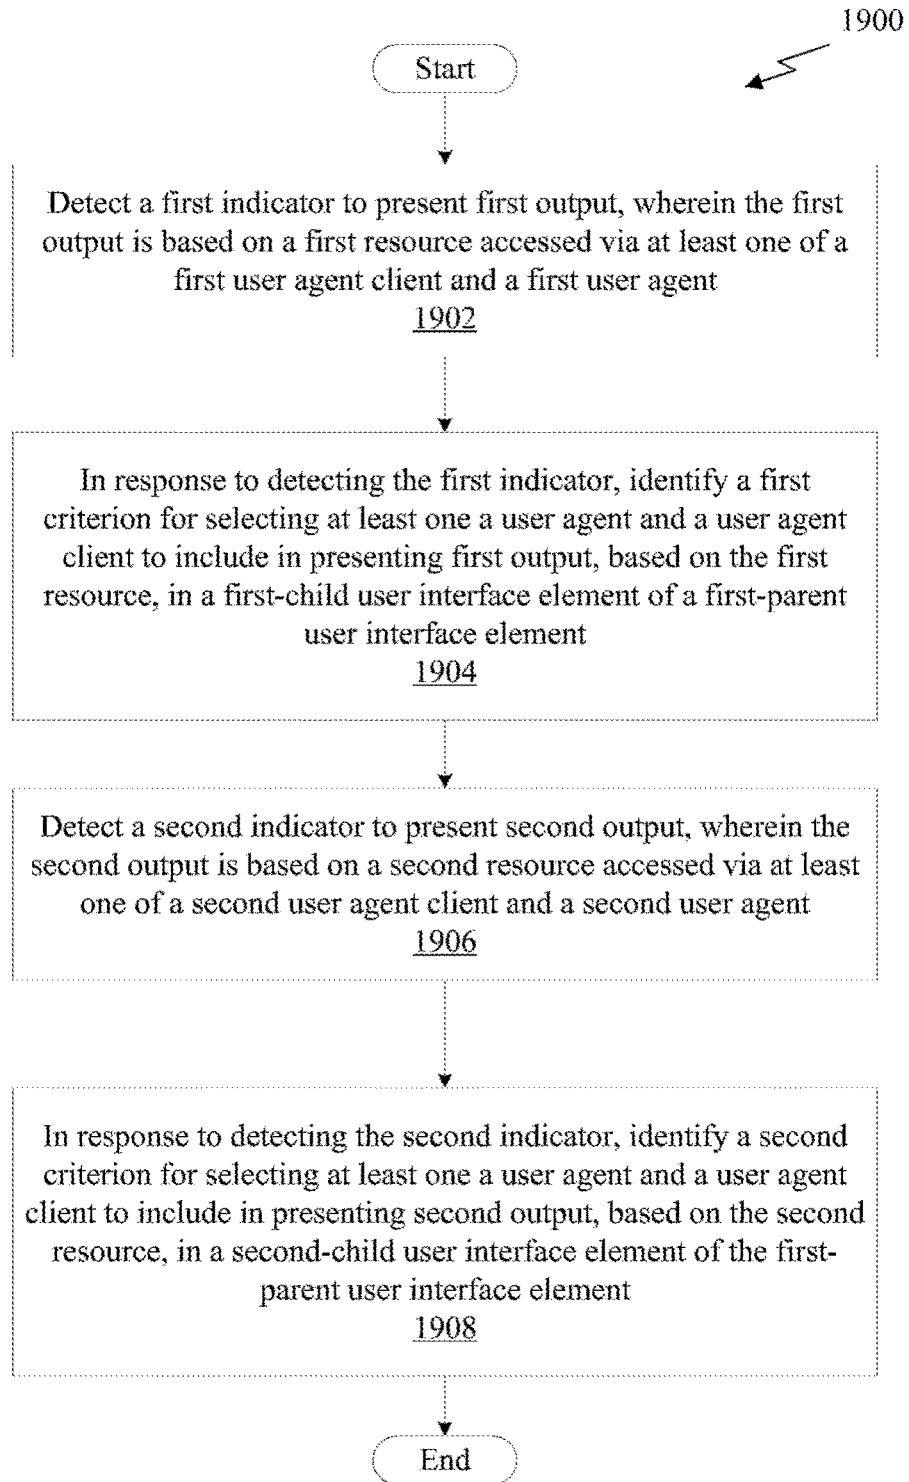 1900
Start
Detect a first indicator to present first output, wherein the first
output is based on a first resource accessed via at least one of a
first user agent client and a first user agent
1902
In response to detecting the first indicator, identify a first
criterion for selecting at least one a user agent and a user agent
client to include in presenting first output, based on the first
resource, in a first-child user interface element of a first-parent
user interface element
1904
Detect a second indicator to present second output, wherein the
second output is based on a second resource accessed via at least
one of a second user agent client and a second user agent
1906
In response to detecting the second indicator, identify a second
criterion for selecting at least one a user agent and a user agent
client to include in presenting second output, based on the second
resource, in a second-child user interface element of the first-
parent user interface element
1908
End